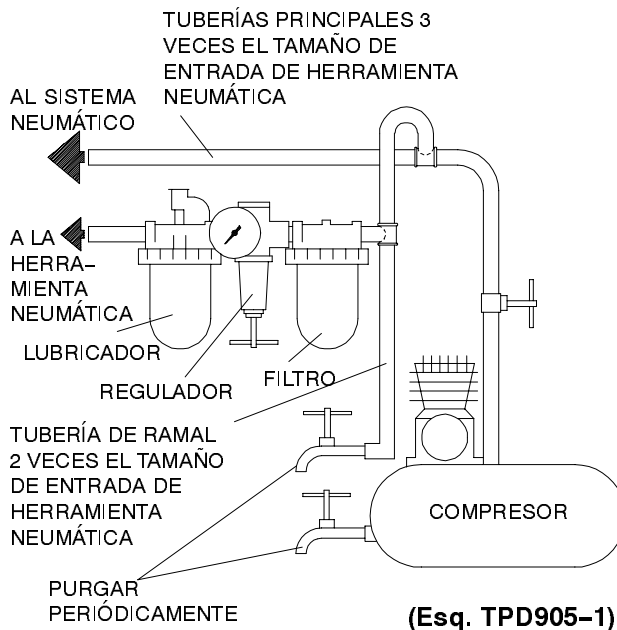 TUBERÍAS PRINCIPALES 3
VECES EL TAMAÑO DE
ENTRADA DE HERRAMIENTA
NEUMÁTICA
AL SISTEMA
NEUMÁTICO
A LA
HERRA–
MIENTA
NEUMÁTICA
LUBRICADOR
REGULADOR
FILTRO
TUBERÍA DE RAMAL
2 VECES EL TAMAÑO
DE ENTRADA DE
HERRAMIENTA
NEUMÁTICA
COMPRESOR
PURGAR
PERIÓDICAMENTE
(Esq. TPD905–1)